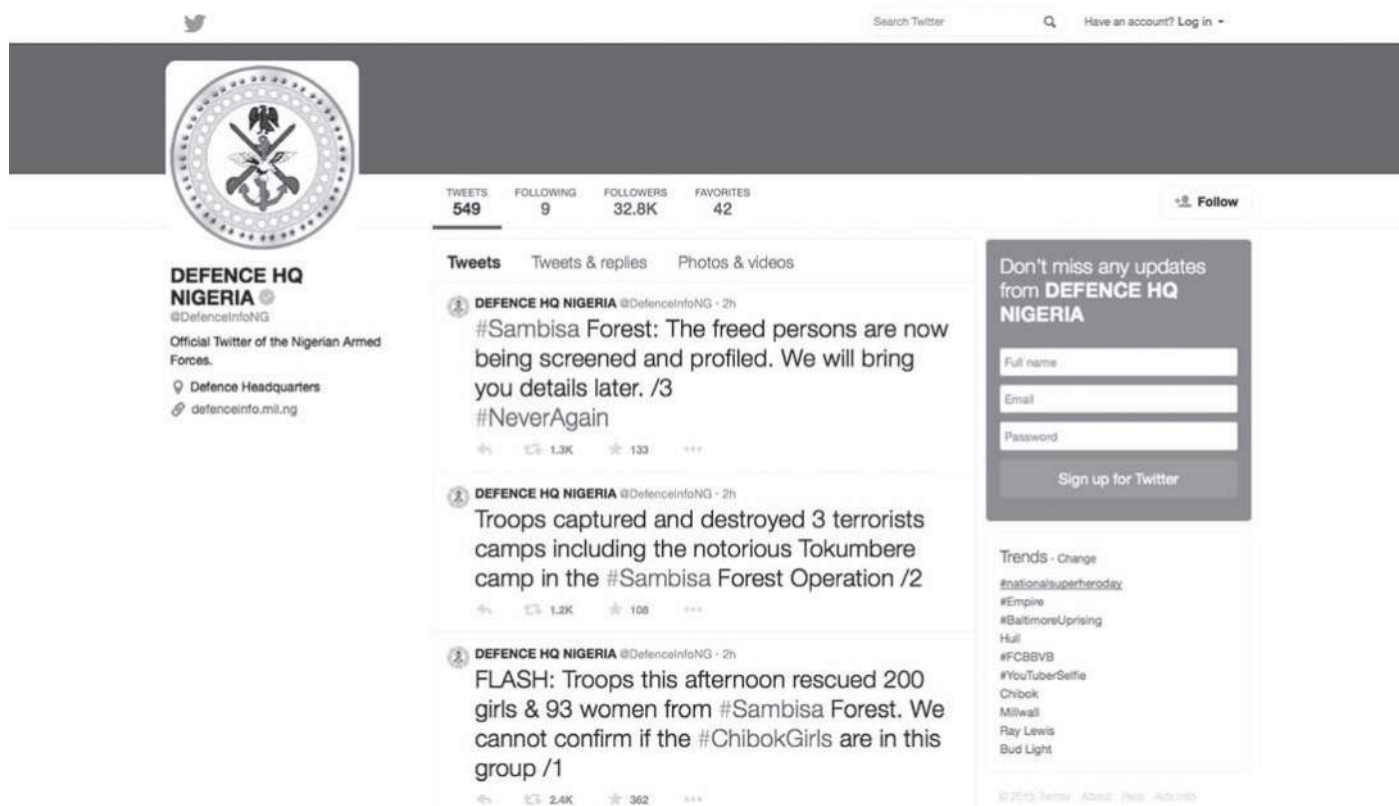 Search Twitter
Have an account? Log in
TWEETS
549
FOLLOWING
9
FOLLOWERS
32.8K
FAVORITES
42
Follow
DEFENCE HQ
NIGERIA
@DefenceInfoNG
Official Twitter of the Nigerian Armed
Forces.
Defence Headquarters
defenceinfo.mil.ng
Tweets Tweets & replies Photos & videos
DEFENCE HQ NIGERIA @DefenceInfoNG · 2h
#Sambisa Forest: The freed persons are now
being screened and profiled. We will bring
you details later. /3
#NeverAgain
1.3K 133
DEFENCE HQ NIGERIA @DefenceInfoNG · 2h
Troops captured and destroyed 3 terrorists
camps including the notorious Tokumbere
camp in the #Sambisa Forest Operation /2
1.2K 108
DEFENCE HQ NIGERIA @DefenceInfoNG · 2h
FLASH: Troops this afternoon rescued 200
girls & 93 women from #Sambisa Forest. We
cannot confirm if the #ChibokGirls are in this
group /1
2.4K 362
Don't miss any updates
from DEFENCE HQ
NIGERIA
Full name
Email
Password
Sign up for Twitter
Trends · Change
#nationalsuperheroday
#Empire
#BaltimoreUprising
Hull
#FCBBVB
#YouTuberSelfie
Chibok
Millwall
Ray Lewis
Bud Light
© 2015 Twitter About Help Ads info